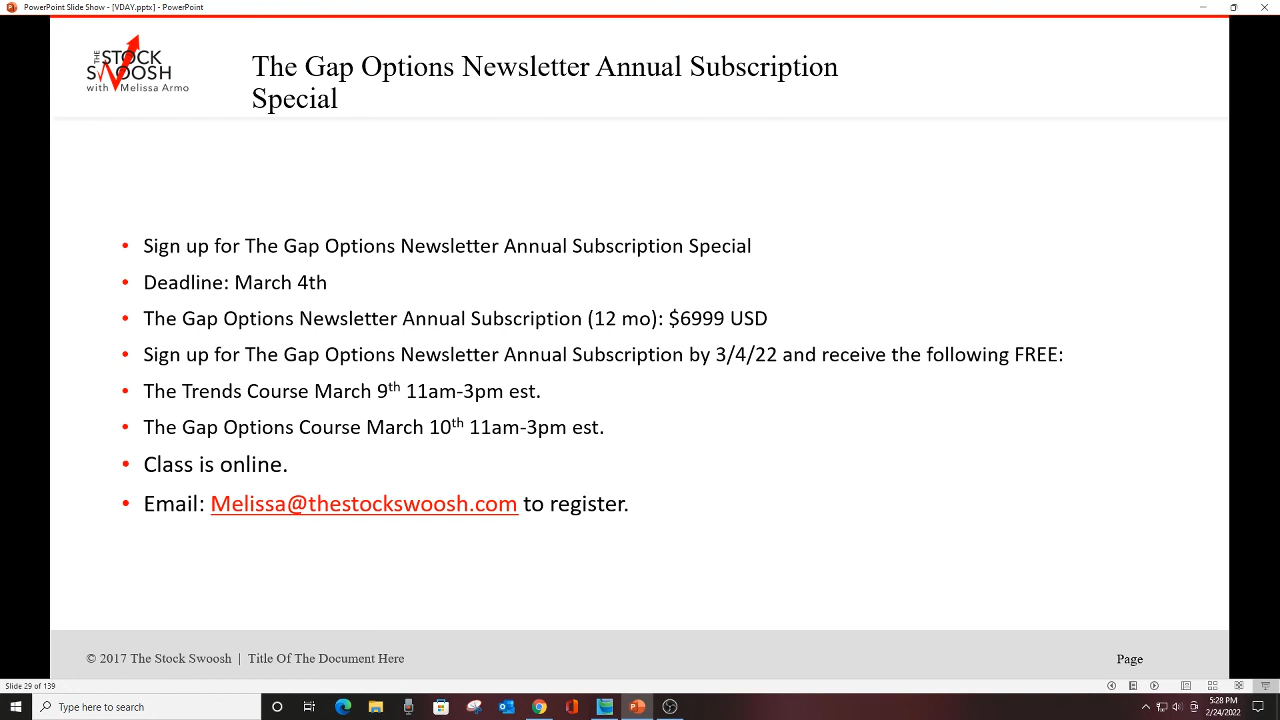 PowerPoint Slide Show - [VDAY.pptx] - PowerPoint
THE STOCK
SWOOSH
with Melissa Armo
The Gap Options Newsletter Annual Subscription
Special
• Sign up for The Gap Options Newsletter Annual Subscription Special
• Deadline: March 4th
• The Gap Options Newsletter Annual Subscription (12 mo): $6999 USD
• Sign up for The Gap Options Newsletter Annual Subscription by 3/4/22 and receive the following FREE:
• The Trends Course March 9th 11am-3pm est.
• The Gap Options Course March 10th 11am-3pm est.
• Class is online.
• Email: Melissa@thestockswoosh.com to register.
© 2017 The Stock Swoosh | Title Of The Document Here
Page
Slide 29 of 139
Type here to search
5:28 PM
2/24/2022